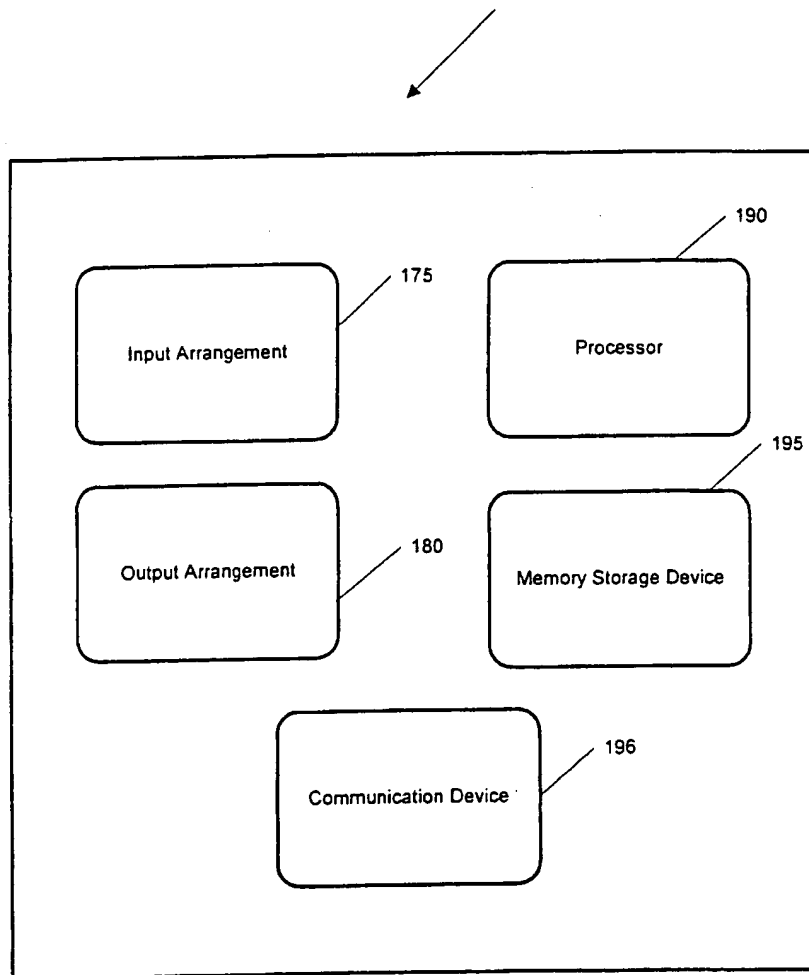 190
175
Input Arrangement
Processor
195
Output Arrangement
180
Memory Storage Device
196
Communication Device